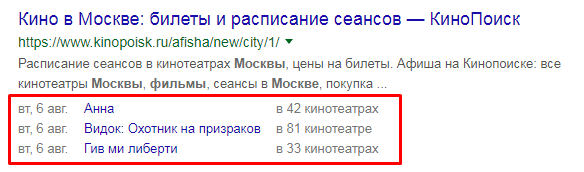 Кино в Москве: билеты и расписание сеансов — КиноПоиск
https://www.kinopoisk.ru/afisha/new/city/1/
Расписание сеансов в кинотеатрах Москвы, цены на билеты. Афиша на Кинопоиске: все
кинотеатры Москвы, фильмы, сеансы в Москве, покупка ...
вт, 6 авг. Анна в 42 кинотеатрах
вт, 6 авг. Видок: Охотник на призраков в 81 кинотеатре
вт, 6 авг. Гив ми либерти в 33 кинотеатрах